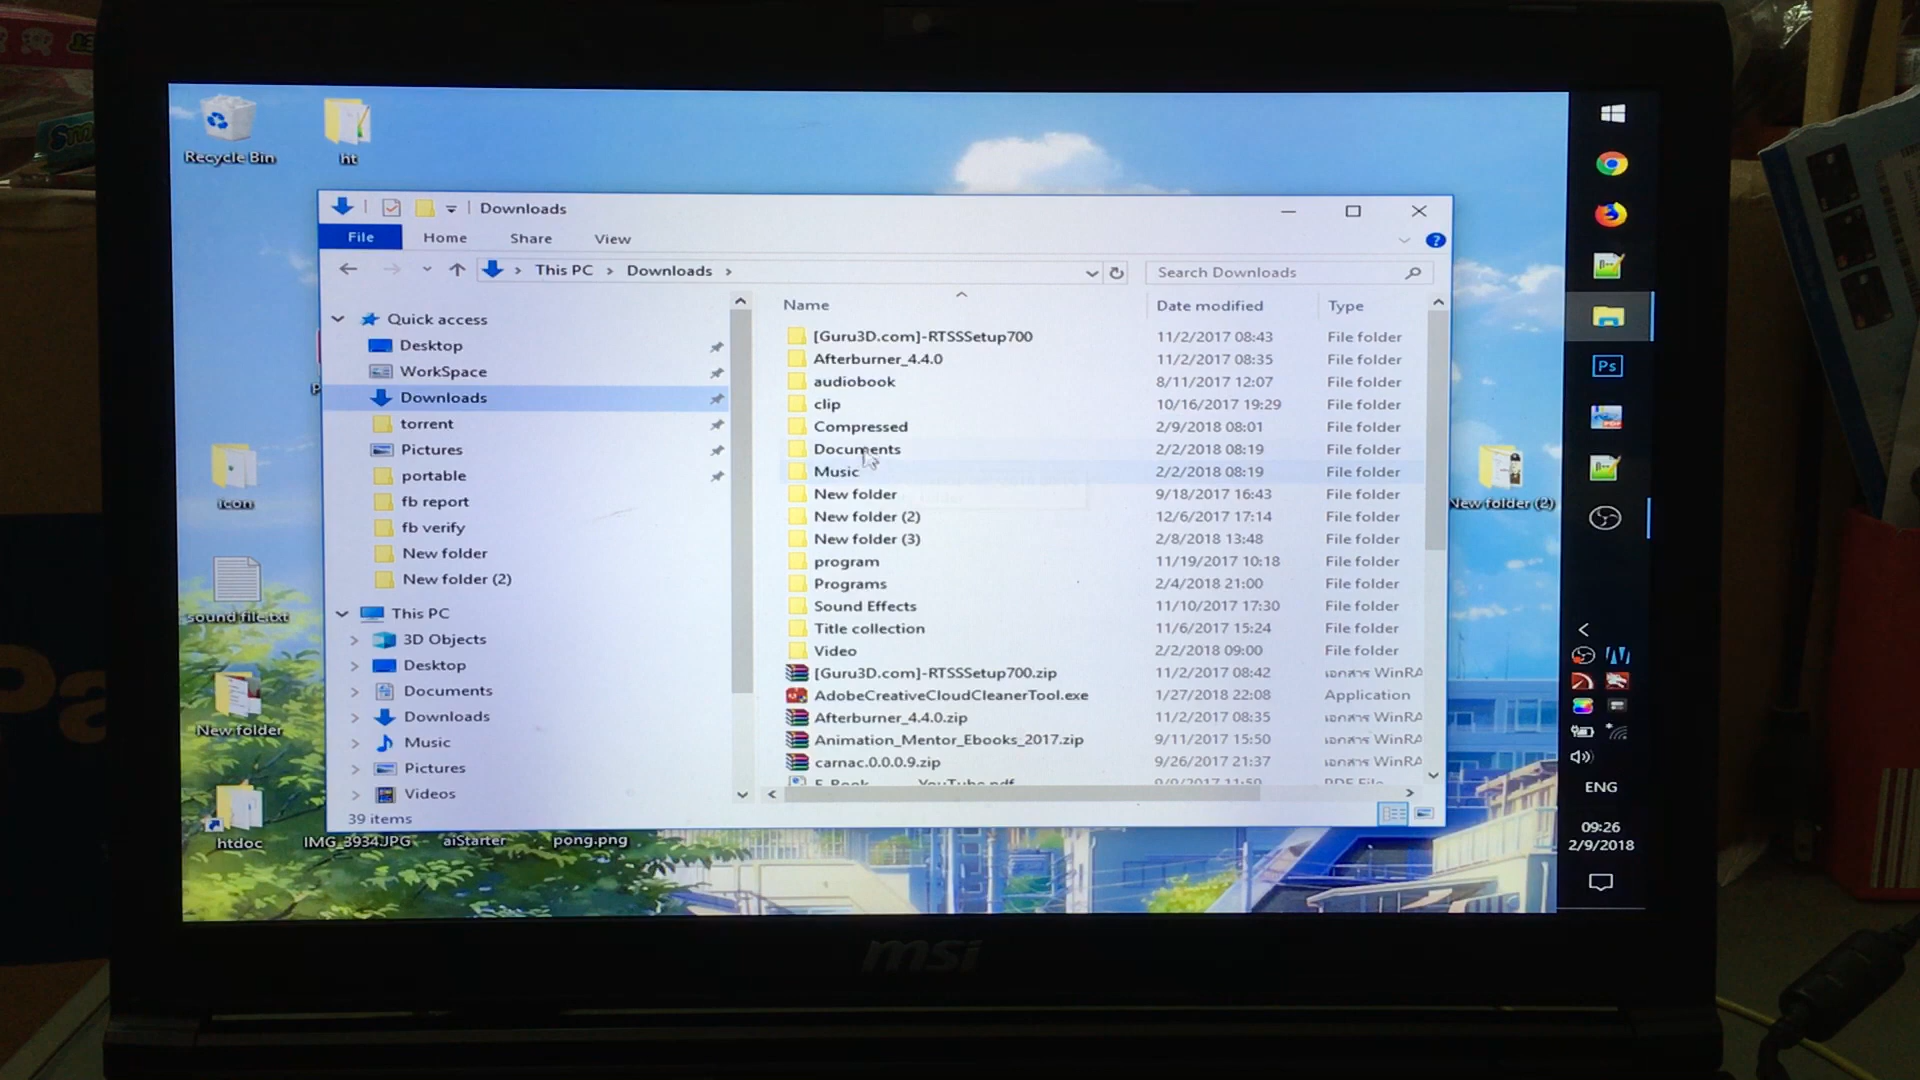 Recycle Bin
ht
Downloads
File Home Share View
This PC Downloads
Search Downloads
Name Date modified Type
Quick access
Desktop
WorkSpace
Downloads
torrent
Pictures
portable
fb report
fb verify
New folder
New folder (2)
This PC
3D Objects
Desktop
Documents
Downloads
Music
Pictures
Videos
39 items
[Guru3D.com]-RTSSSetup700 11/2/2017 08:43 File folder
Afterburner_4.4.0 11/2/2017 08:35 File folder
audiobook 8/11/2017 12:07 File folder
clip 10/16/2017 19:29 File folder
Compressed 2/9/2018 08:01 File folder
Documents 2/2/2018 08:19 File folder
Music 2/2/2018 08:19 File folder
New folder 9/18/2017 16:43 File folder
New folder (2) 12/6/2017 17:14 File folder
New folder (3) 2/8/2018 13:48 File folder
program 11/19/2017 10:18 File folder
Programs 2/4/2018 21:00 File folder
Sound Effects 11/10/2017 17:30 File folder
Title collection 11/6/2017 15:24 File folder
Video 2/2/2018 09:00 File folder
[Guru3D.com]-RTSSSetup700.zip 11/2/2017 08:42 เอกสาร WinRA
AdobeCreativeCloudCleanerTool.exe 1/27/2018 22:08 Application
Afterburner_4.4.0.zip 11/2/2017 08:35 เอกสาร WinRA
Animation_Mentor_Ebooks_2017.zip 9/11/2017 15:50 เอกสาร WinRA
carnac.0.0.0.9.zip 9/26/2017 21:37 เอกสาร WinRA
icon
sound file.txt
New folder
htdoc
IMG_3934.JPG
aiStarter
pong.png
New folder (2)
Ps
ENG
09:26
2/9/2018
msi
Pa